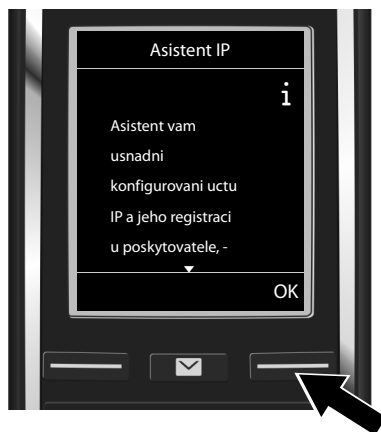 Asistent IP
i
Asistent vam
usnadni
konfigurovani uctu
IP a jeho registraci
u poskytovatele, -
OK